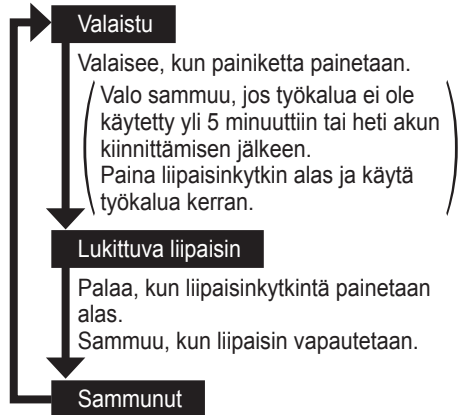 Valaistu
Valaisee, kun painiketta painetaan.
Valo sammuu, jos työkalua ei ole
käytetty yli 5 minuuttiin tai heti akun
kiinnittämisen jälkeen.
Paina liipaisinkytkin alas ja käytä
työkalua kerran.
Lukittuva liipaisin
Palaa, kun liipaisinkytkintä painetaan
alas.
Sammuu, kun liipaisin vapautetaan.
Sammunut